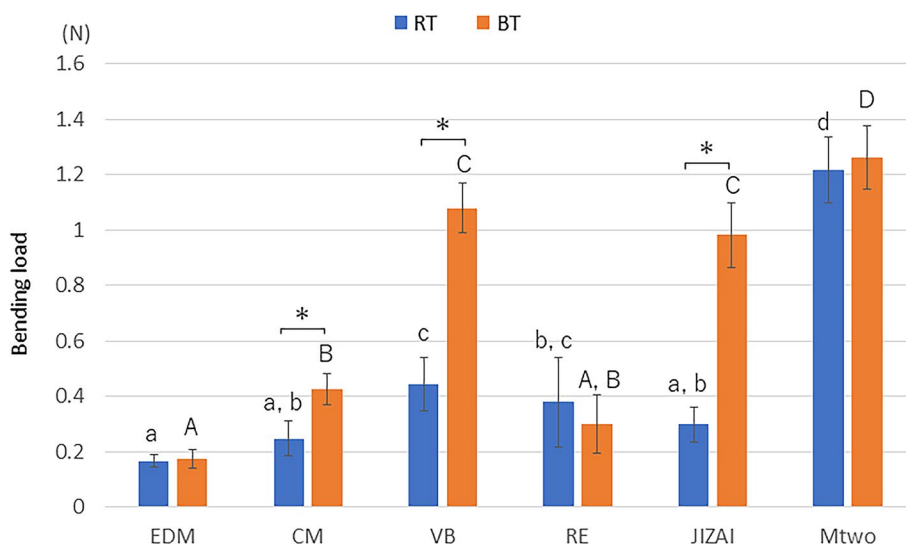 (N)
RT BT
1.6
1.4
1.2
1
0.8
0.6
0.4
0.2
0
Bending load
a A
* a, b B
* c C
b, c A, B
* a, b C
d D
EDM CM VB RE JIZAI Mtwo